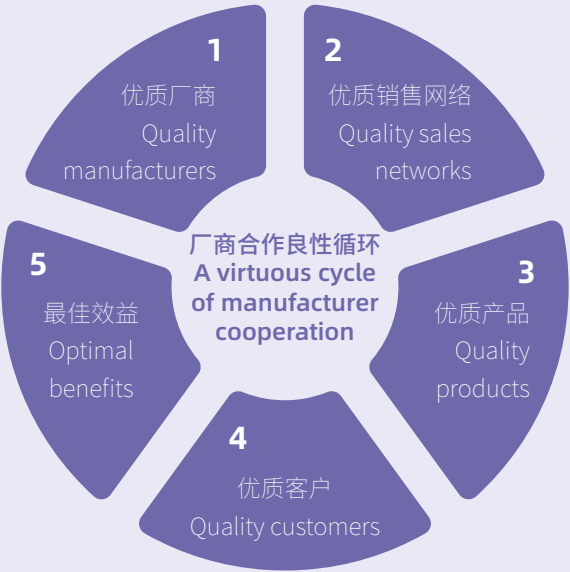 1
优质厂商
Quality
manufacturers
2
优质销售网络
Quality sales
networks
3
优质产品
Quality
products
4
优质客户
Quality customers
5
最佳效益
Optimal
benefits
厂商合作良性循环
A virtuous cycle
of manufacturer
cooperation